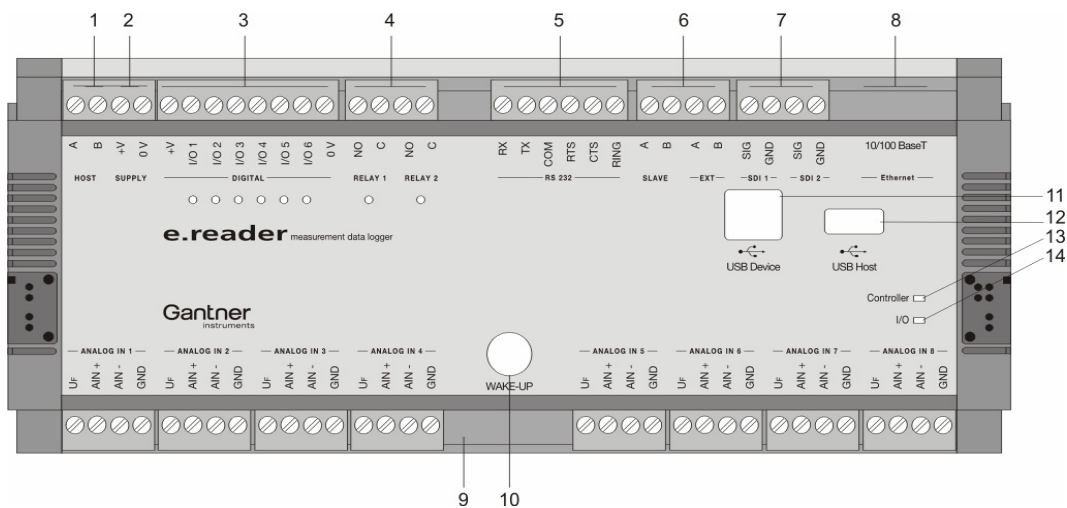 1 2 3 4 5 6 7 8
A B +V 0 V +V I/O 1 I/O 2 I/O 3 I/O 4 I/O 5 I/O 6 0 V NO C NO C RX TX COM RTS CTS RING A B A B SIG GND SIG GND 10/100 BaseT
HOST SUPPLY DIGITAL RELAY 1 RELAY 2 RS 232 SLAVE EXT SDI 1 SDI 2 Ethernet
11
12
13
14
e.reader measurement data logger
USB Device USB Host
Controller
I/O
Gantner
instruments
ANALOG IN 1 ANALOG IN 2 ANALOG IN 3 ANALOG IN 4 ANALOG IN 5 ANALOG IN 6 ANALOG IN 7 ANALOG IN 8
UF AIN + AIN - GND UF AIN + AIN - GND UF AIN + AIN - GND UF AIN + AIN - GND WAKE-UP UF AIN + AIN - GND UF AIN + AIN - GND UF AIN + AIN - GND UF AIN + AIN - GND
9 10